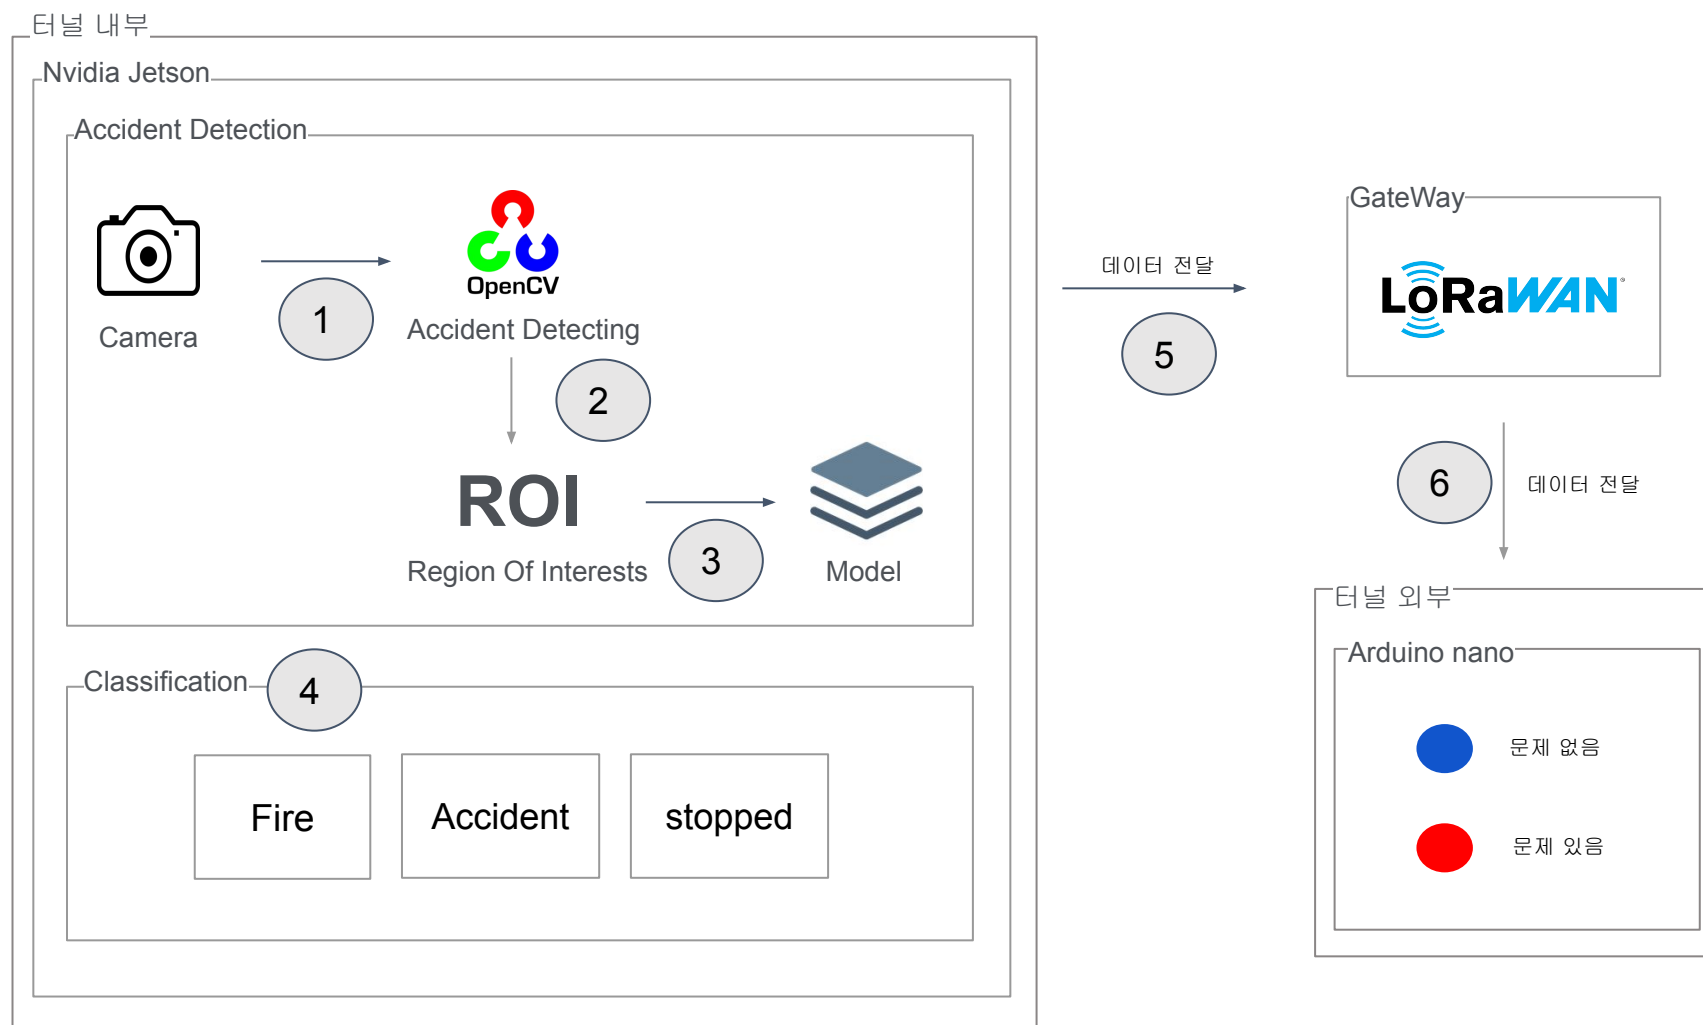 터널 내부
Nvidia Jetson
Accident Detection
Camera
1
OpenCV
Accident Detecting
2
ROI
Region Of Interests
3
Model
Classification
4
Fire
Accident
stopped
데이터 전달
5
GateWay
LoRaWAN
6
데이터 전달
터널 외부
Arduino nano
문제 없음
문제 있음